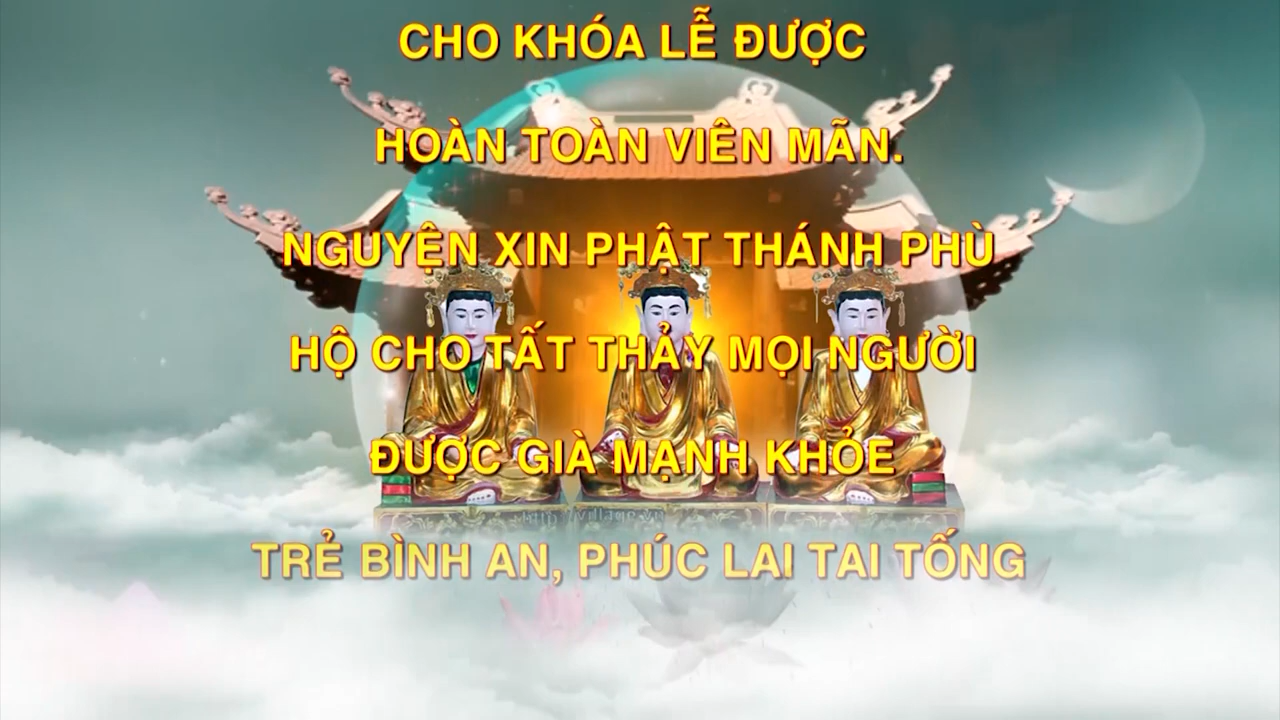 CHO KHÓA LỄ ĐƯỢC
HOÀN TOÀN VIÊN MÃN.
NGUYỆN XIN PHẬT THÁNH PHÙ
HỘ CHO TẤT THẢY MỌI NGƯỜI
ĐƯỢC GIÀ MẠNH KHỎE
TRẺ BÌNH AN, PHÚC LAI TAI TỐNG